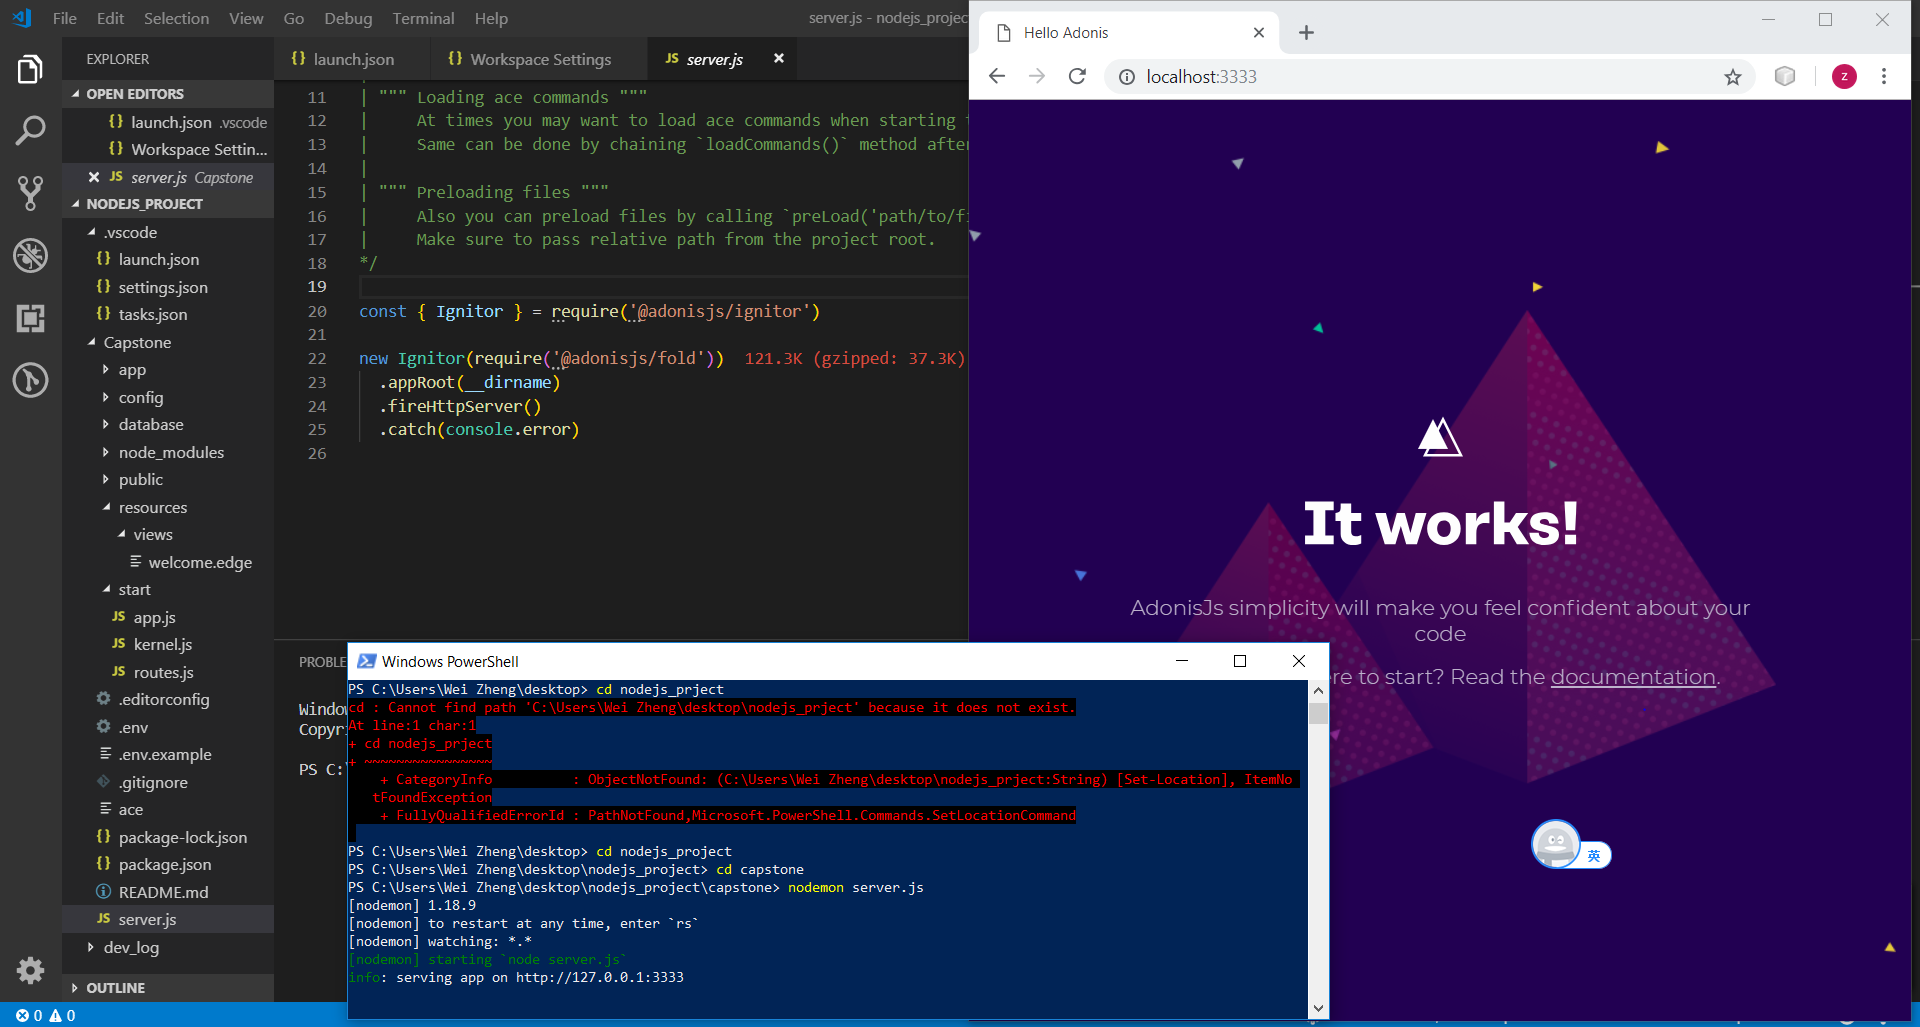 File Edit Selection View Go Debug Terminal Help
server.js - nodejs_projec
EXPLORER
OPEN EDITORS
{} launch.json .vscode
{} Workspace Settin...
JS server.js Capstone
NODEJS_PROJECT
.vscode
{} launch.json
{} settings.json
{} tasks.json
Capstone
app
config
database
node_modules
public
resources
views
welcome.edge
start
JS app.js
JS kernel.js
JS routes.js
.editorconfig
.env
.env.example
.gitignore
ace
{} package-lock.json
{} package.json
README.md
JS server.js
dev_log
OUTLINE
0 0
{} launch.json
{} Workspace Settings
JS server.js
11 | """ Loading ace commands """
12 | At times you may want to load ace commands when starting
13 | Same can be done by chaining `loadCommands()` method after
14 |
15 | """ Preloading files """
16 | Also you can preload files by calling `preLoad('path/to/f
17 | Make sure to pass relative path from the project root.
18 */
19
20 const { Ignitor } = require('@adonisjs/ignitor')
21
22 new Ignitor(require('@adonisjs/fold')) 121.3K (gzipped: 37.3K)
23 .appRoot(__dirname)
24 .fireHttpServer()
25 .catch(console.error)
26
PROBLE
Window
Copyri
PS C:\
Windows PowerShell
PS C:\Users\Wei Zheng\desktop> cd nodejs_prject
cd : Cannot find path 'C:\Users\Wei Zheng\desktop\nodejs_prject' because it does not exist.
At line:1 char:1
+ cd nodejs_prject
+ ~~~~~~~~~~~~~~~~
+ CategoryInfo : ObjectNotFound: (C:\Users\Wei Zheng\desktop\nodejs_prject:String) [Set-Location], ItemNo
tFoundException
+ FullyQualifiedErrorId : PathNotFound,Microsoft.PowerShell.Commands.SetLocationCommand
PS C:\Users\Wei Zheng\desktop> cd nodejs_project
PS C:\Users\Wei Zheng\desktop\nodejs_project> cd capstone
PS C:\Users\Wei Zheng\desktop\nodejs_project\capstone> nodemon server.js
[nodemon] 1.18.9
[nodemon] to restart at any time, enter `rs`
[nodemon] watching: *.*
[nodemon] starting `node server.js`
info: serving app on http://127.0.0.1:3333
Hello Adonis
localhost:3333
z
It works!
AdonisJs simplicity will make you feel confident about your
code
re to start? Read the documentation.
英